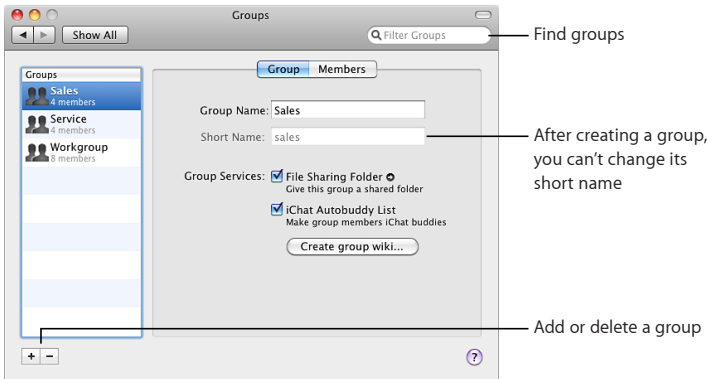 Groups
Show All
Filter Groups
Find groups
Groups
Sales
4 members
Service
4 members
Workgroup
8 members
Group Members
Group Name: Sales
Short Name: sales
After creating a group,
you can't change its
short name
Group Services: File Sharing Folder
Give this group a shared folder
iChat Autobuddy List
Make group members iChat buddies
Create group wiki...
Add or delete a group
+ −
?